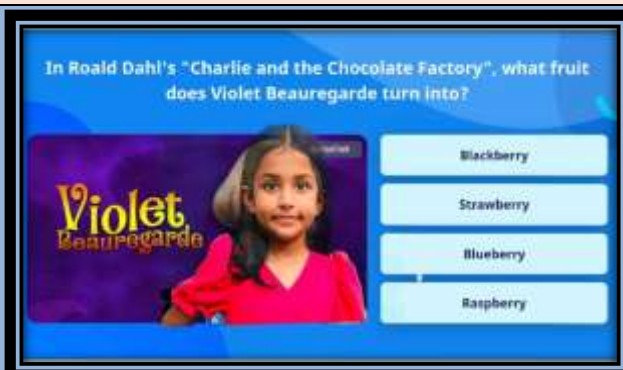 In Roald Dahl's "Charlie and the Chocolate Factory", what fruit
does Violet Beauregarde turn into?
Violet
Beauregarde
Blackberry
Strawberry
Blueberry
Raspberry